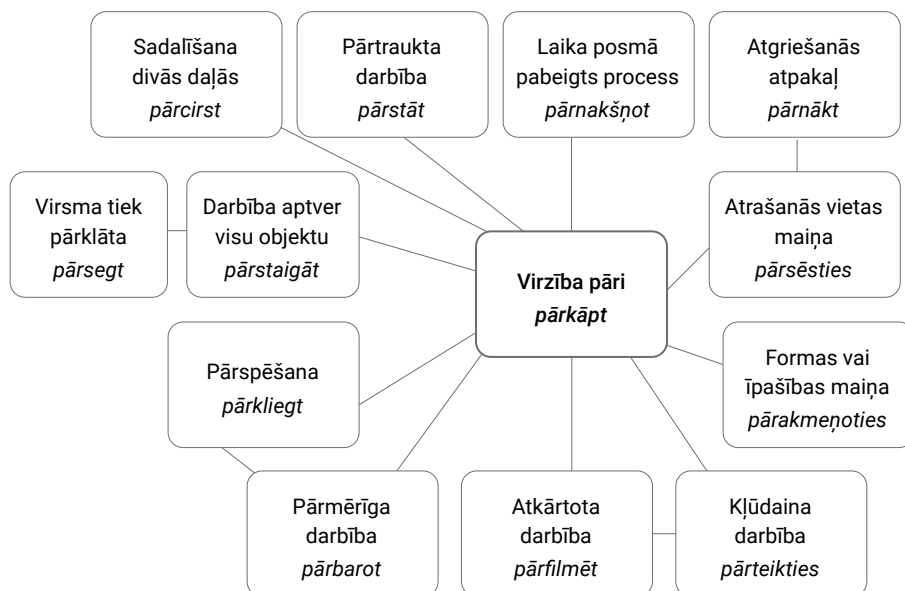 Sadalīšana
divās daļās
pārcirst
Pārtraukta
darbība
pārstāt
Laika posmā
pabeigts process
pārnakšņot
Atgriešanās
atpakaļ
pārnākt
Virsma tiek
pārklāta
pārsegt
Darbība aptver
visu objektu
pārstaigāt
Virzība pāri
pārkāpt
Atrašanās vietas
maiņa
pārsēsties
Pārspēšana
pārkliegt
Formas vai
īpašības maiņa
pārakmeņoties
Pārmērīga
darbība
pārbarot
Atkārtota
darbība
pārfilmēt
Kļūdaina
darbība
pārteikties